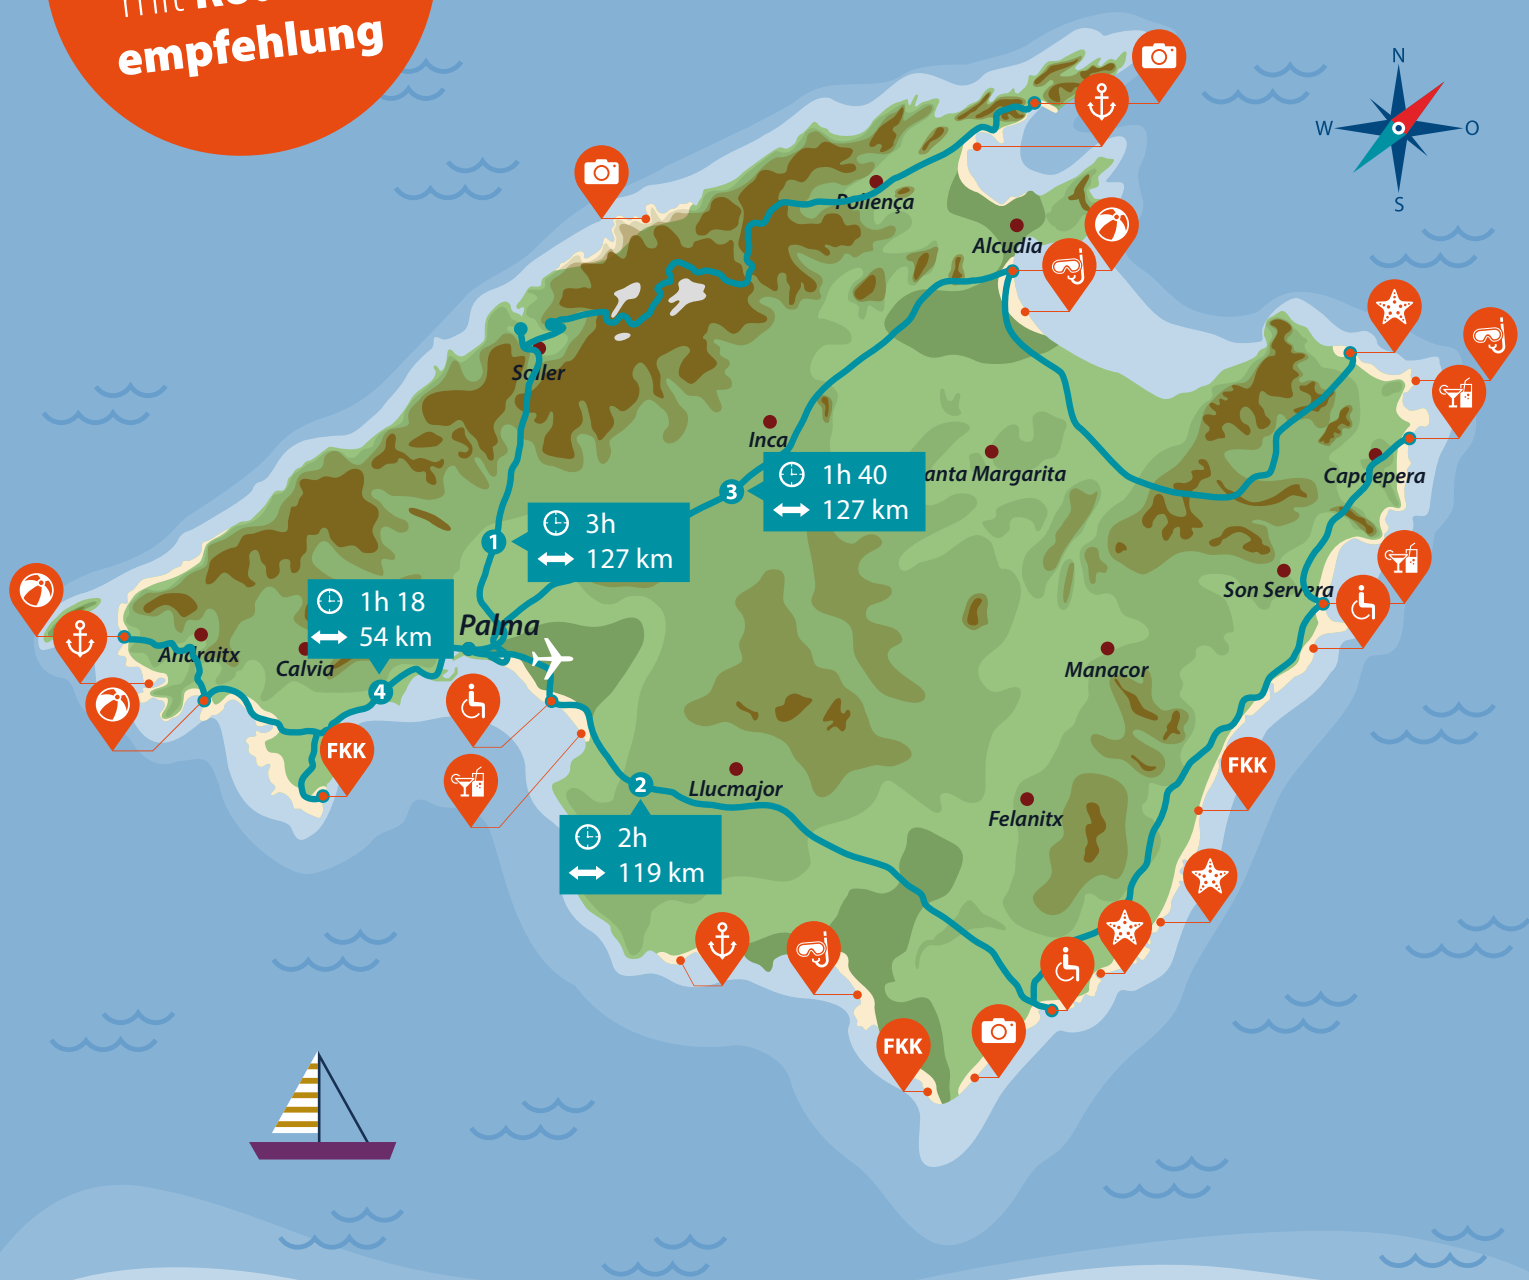 mit
empfehlung
N
W
O
S
Pollença
Alcudia
Soller
Inca
anta Margarita
Capdepera
3
1h 40
127 km
1
3h
127 km
Son Servera
1h 18
54 km
Palma
Andraitx
Calvia
Manacor
4
FKK
FKK
2
Llucmajor
Felanitx
2h
119 km
FKK